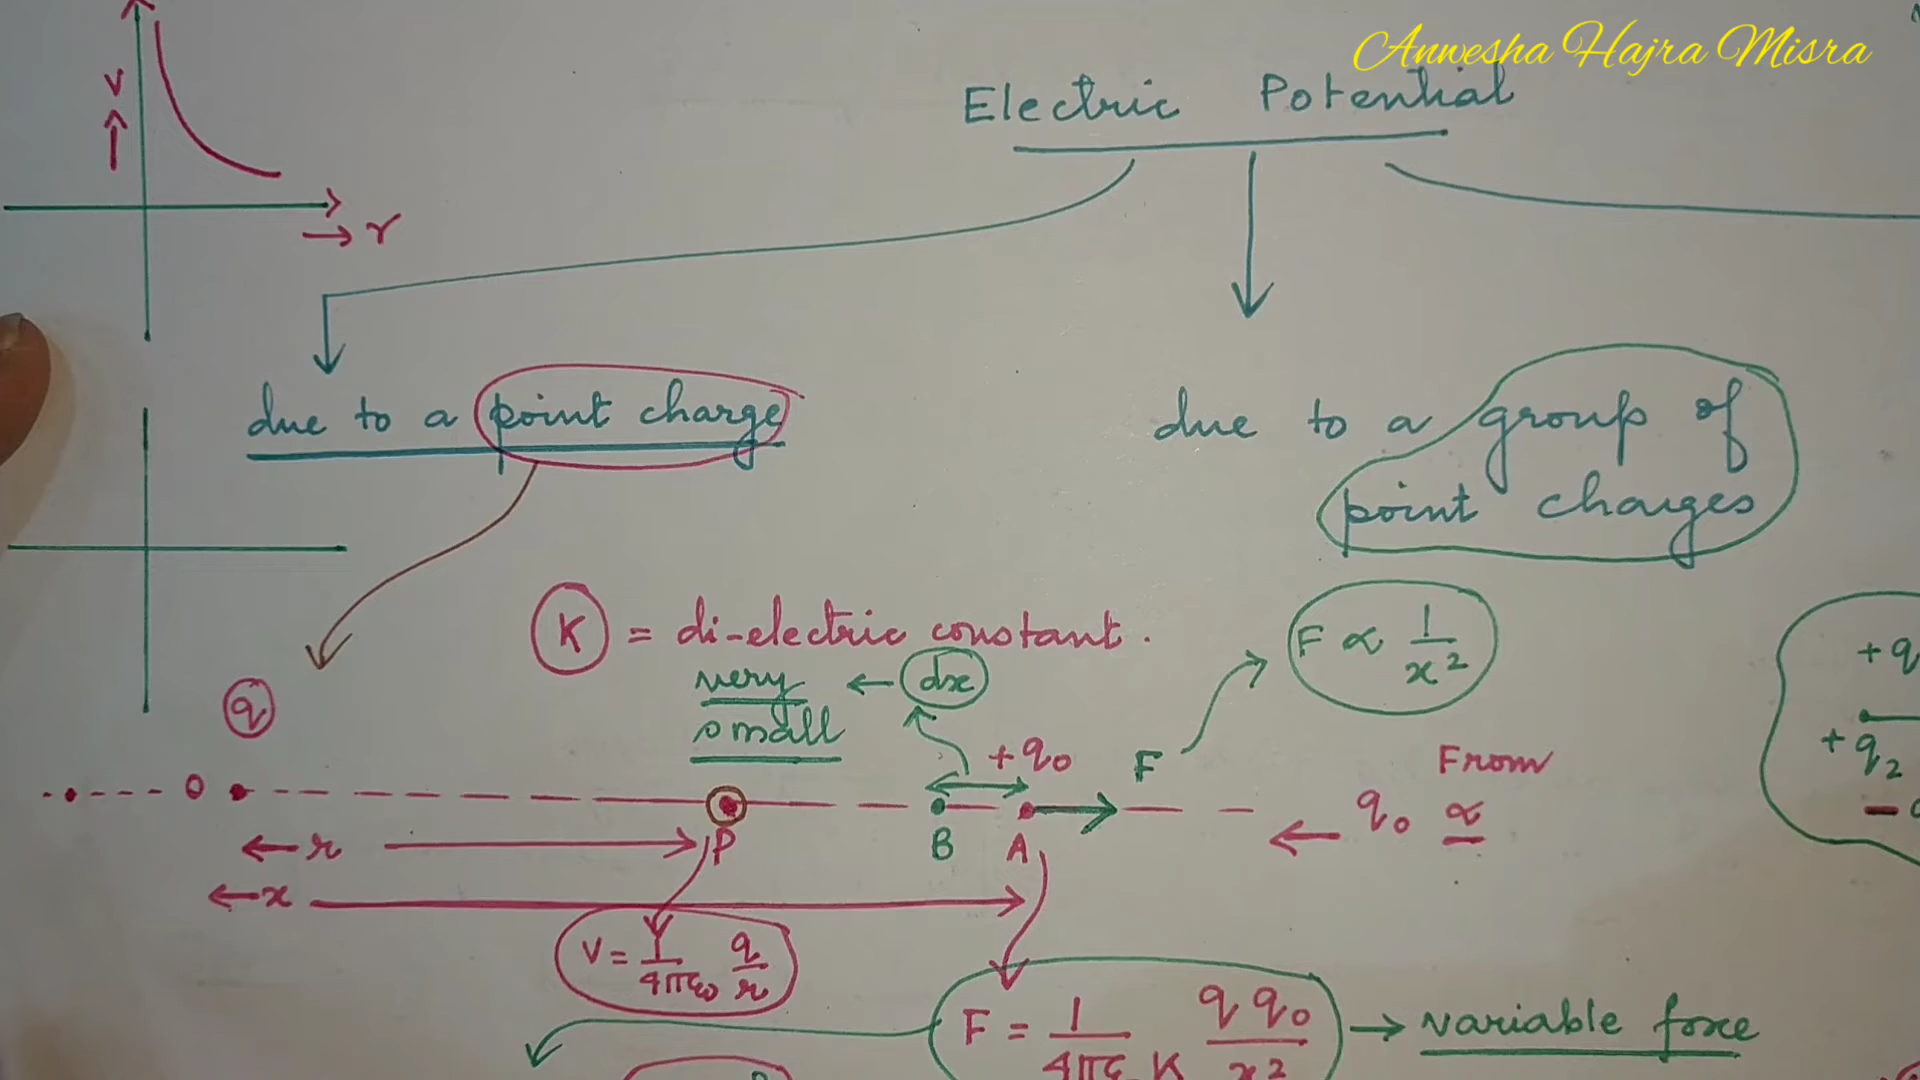 Anwesha Hajra Misra
Electric Potential
V
r
due to a point charge
due to a group of
point charges
K = di-electric constant.
very ← dx
small
F ∝ 1/x²
q
+q₀
F
From
O
P
B
A
← q₀ ∝
← r →
← x →
+q
+q₂
V = 1/4πε₀ q/r
F = 1/4πε₀K qq₀/x² → variable force